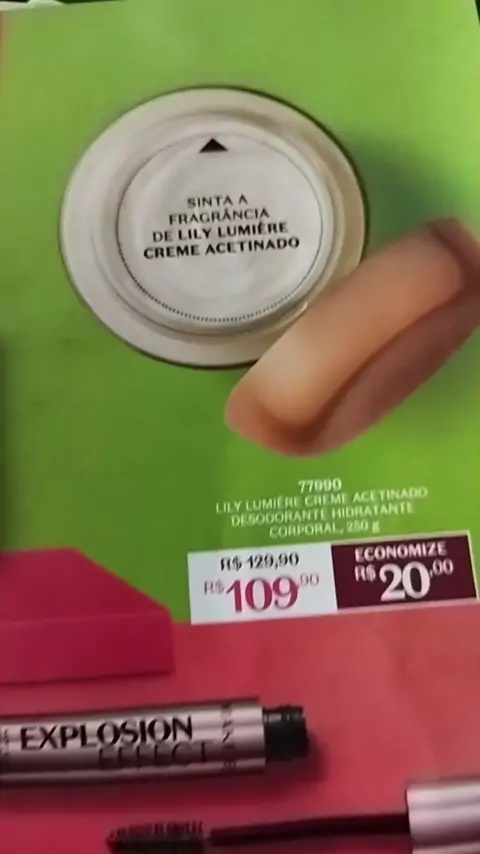 SINTA A
FRAGRÂNCIA
DE LILY LUMIÈRE
CREME ACETINADO
77990
LILY LUMIÈRE CREME ACETINADO
DESODORANTE HIDRATANTE
CORPORAL, 250 g
R$ 129,90
R$ 109,90
ECONOMIZE
R$ 20,00
EXPLOSION
EFFECT